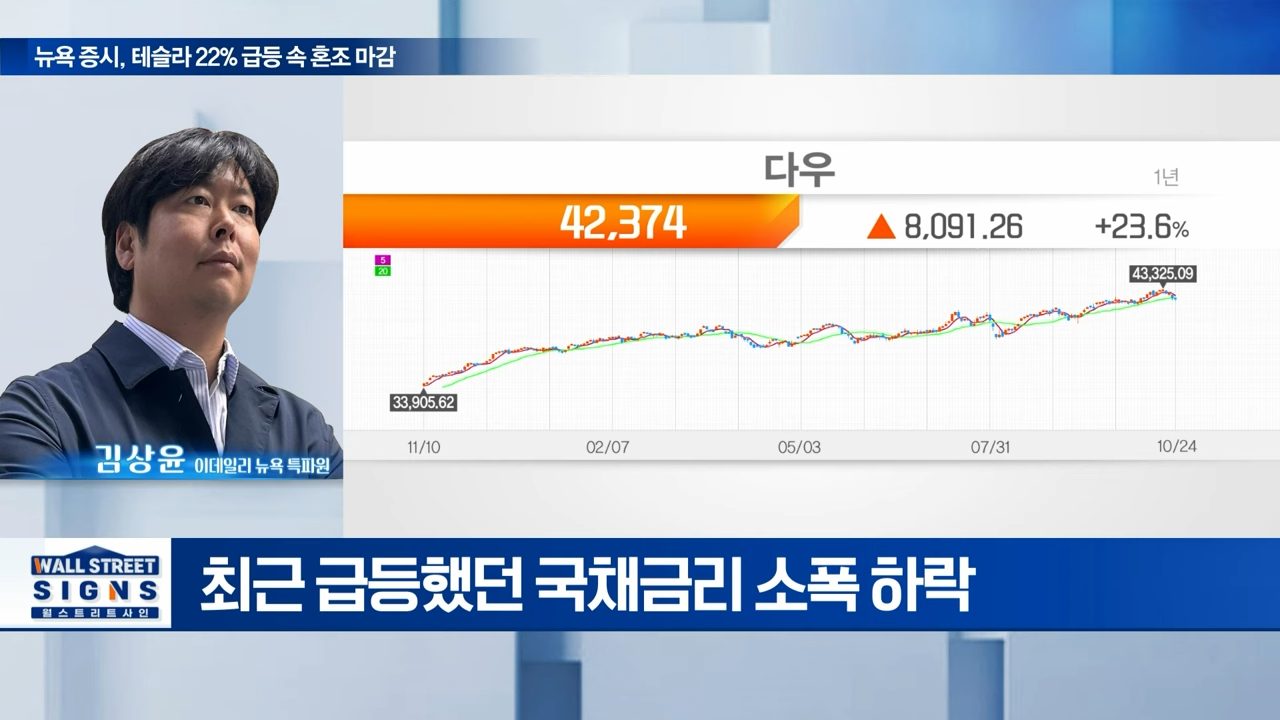 뉴욕 증시, 테슬라 22% 급등 속 혼조 마감
다우
1년
42,374 ▲ 8,091.26 +23.6%
5
20
43,325.09
33,905.62
11/10 02/07 05/03 07/31 10/24
김상윤 이데일리 뉴욕 특파원
WALL STREET
SIGNS
월스트리트사인
최근 급등했던 국채금리 소폭 하락